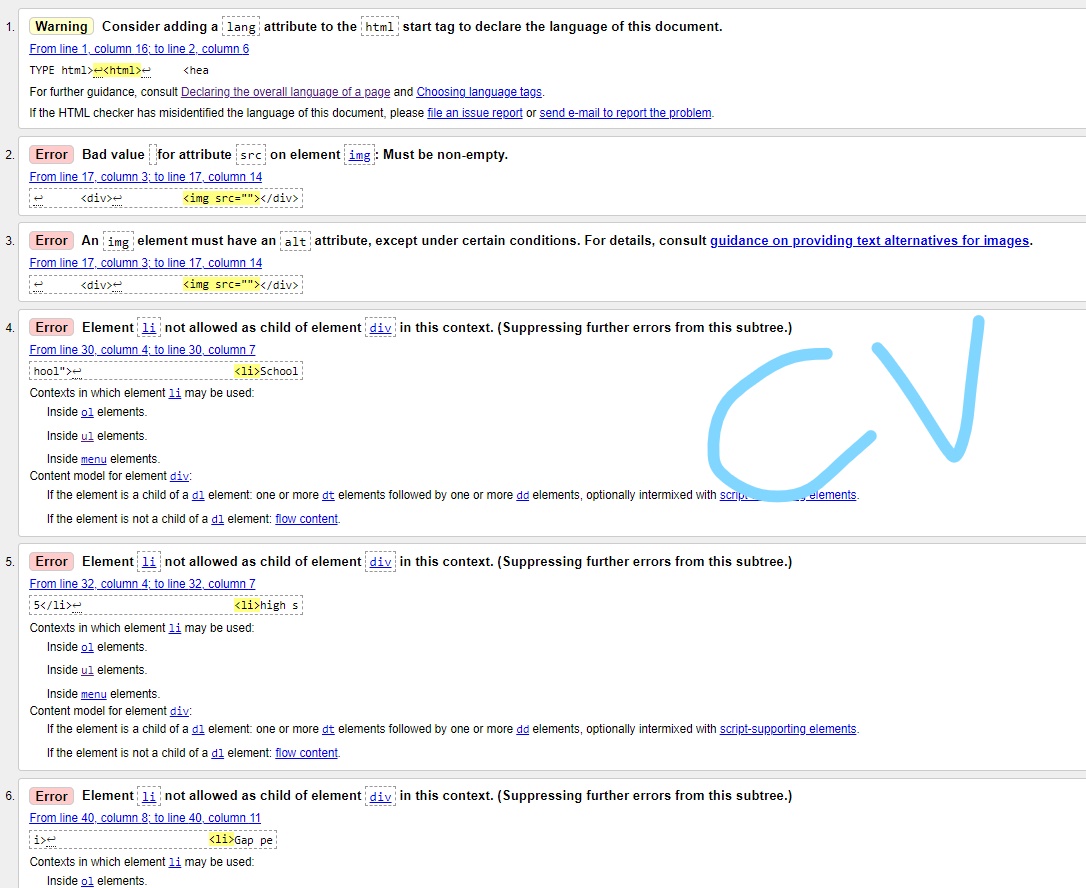 1. Warning Consider adding a lang attribute to the html start tag to declare the language of this document.
From line 1, column 16; to line 2, column 6
TYPE html>↩<html>↩ <hea
For further guidance, consult Declaring the overall language of a page and Choosing language tags.
If the HTML checker has misidentified the language of this document, please file an issue report or send e-mail to report the problem.
2. Error Bad value for attribute src on element img: Must be non-empty.
From line 17, column 3; to line 17, column 14
↩ <div>↩ <img src=""></div>
3. Error An img element must have an alt attribute, except under certain conditions. For details, consult guidance on providing text alternatives for images.
From line 17, column 3; to line 17, column 14
↩ <div>↩ <img src=""></div>
4. Error Element li not allowed as child of element div in this context. (Suppressing further errors from this subtree.)
From line 30, column 4; to line 30, column 7
hool">↩ <li>School
Contexts in which element li may be used:
Inside ol elements.
Inside ul elements.
Inside menu elements.
Content model for element div:
If the element is a child of a dl element: one or more dt elements followed by one or more dd elements, optionally intermixed with script-supporting elements.
If the element is not a child of a dl element: flow content.
CV
5. Error Element li not allowed as child of element div in this context. (Suppressing further errors from this subtree.)
From line 32, column 4; to line 32, column 7
5</li>↩ <li>high s
Contexts in which element li may be used:
Inside ol elements.
Inside ul elements.
Inside menu elements.
Content model for element div:
If the element is a child of a dl element: one or more dt elements followed by one or more dd elements, optionally intermixed with script-supporting elements.
If the element is not a child of a dl element: flow content.
6. Error Element li not allowed as child of element div in this context. (Suppressing further errors from this subtree.)
From line 40, column 8; to line 40, column 11
i>↩ <li>Gap pe
Contexts in which element li may be used:
Inside ol elements.